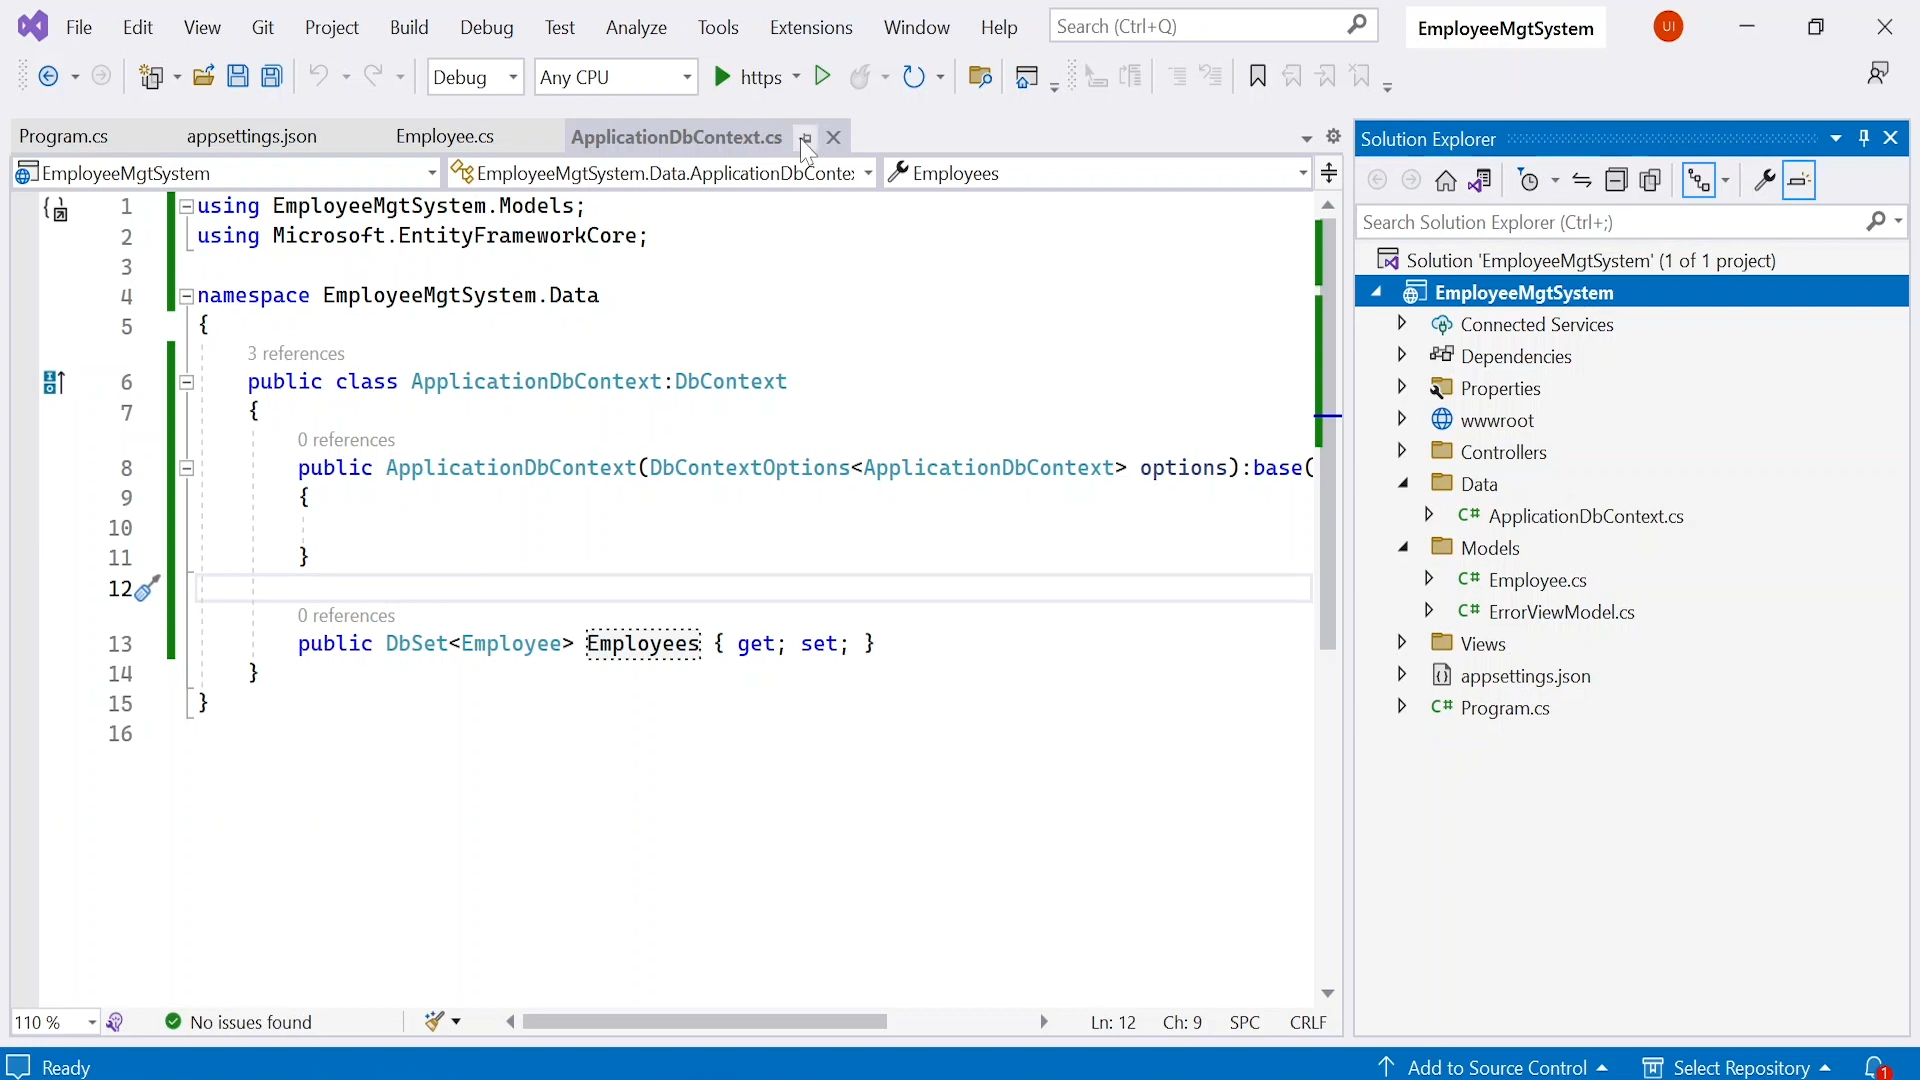 File Edit View Git Project Build Debug Test Analyze Tools Extensions Window Help Search (Ctrl+Q) EmployeeMgtSystem UI
Debug Any CPU https
Program.cs appsettings.json Employee.cs ApplicationDbContext.cs
EmployeeMgtSystem EmployeeMgtSystem.Data.ApplicationDbContex Employees
1 using EmployeeMgtSystem.Models;
2 using Microsoft.EntityFrameworkCore;
3
4 namespace EmployeeMgtSystem.Data
5 {
3 references
6 public class ApplicationDbContext:DbContext
7 {
0 references
8 public ApplicationDbContext(DbContextOptions<ApplicationDbContext> options):base(
9 {
10
11 }
12
0 references
13 public DbSet<Employee> Employees { get; set; }
14 }
15 }
16
110 % No issues found Ln: 12 Ch: 9 SPC CRLF
Solution Explorer
Search Solution Explorer (Ctrl+;)
Solution 'EmployeeMgtSystem' (1 of 1 project)
EmployeeMgtSystem
Connected Services
Dependencies
Properties
wwwroot
Controllers
Data
C# ApplicationDbContext.cs
Models
C# Employee.cs
C# ErrorViewModel.cs
Views
appsettings.json
C# Program.cs
Ready Add to Source Control Select Repository 1